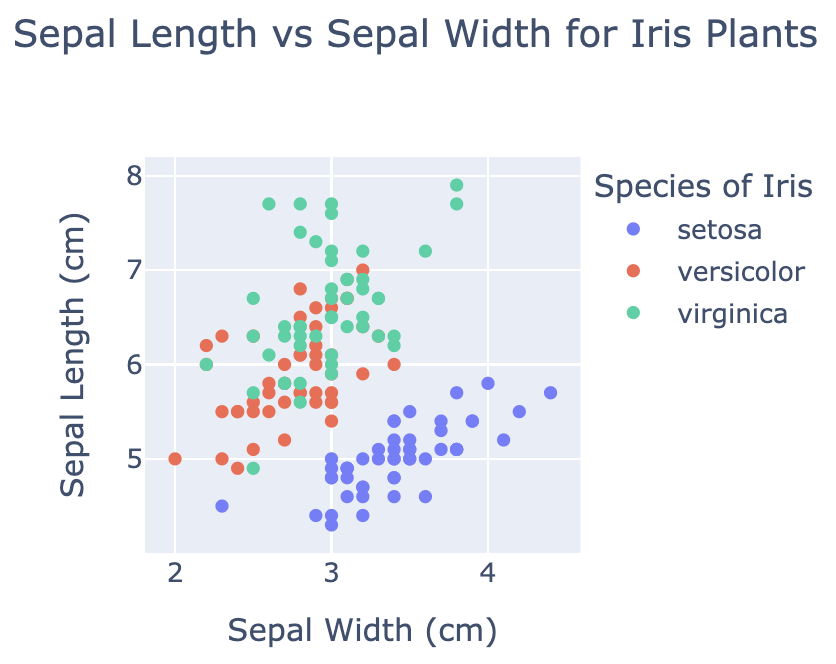 Sepal Length vs Sepal Width for Iris Plants
8
7
6
5
Sepal Length (cm)
2
3
4
Sepal Width (cm)
Species of Iris
setosa
versicolor
virginica